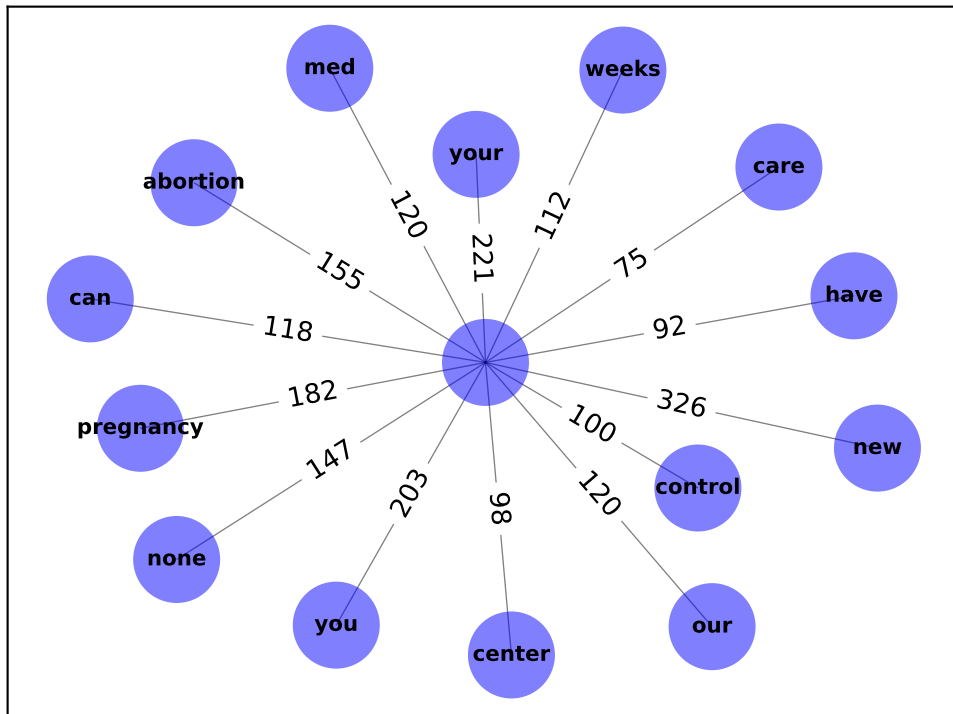 med
weeks
your
care
abortion
120
112
221
155
75
can
have
118
92
182
326
new
pregnancy
100
147
control
203
98
120
none
you
our
center